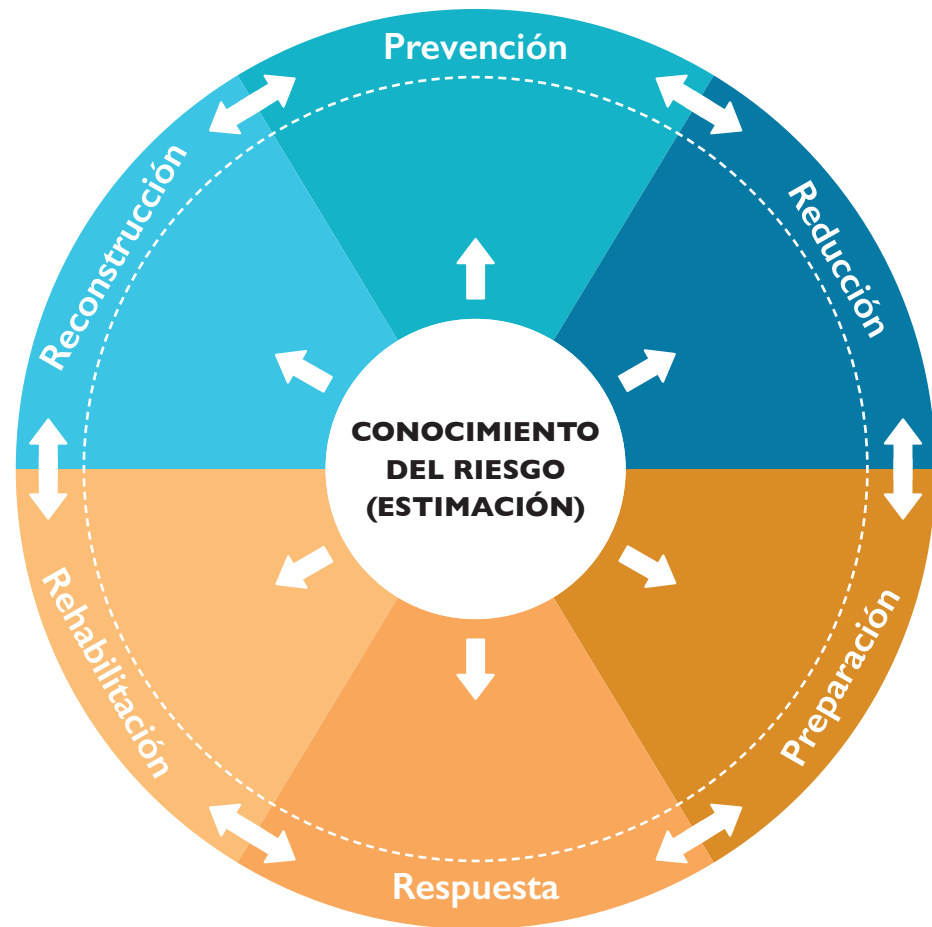 Prevención
Reducción
Preparación
Respuesta
Rehabilitación
Reconstrucción
CONOCIMIENTO
DEL RIESGO
(ESTIMACIÓN)